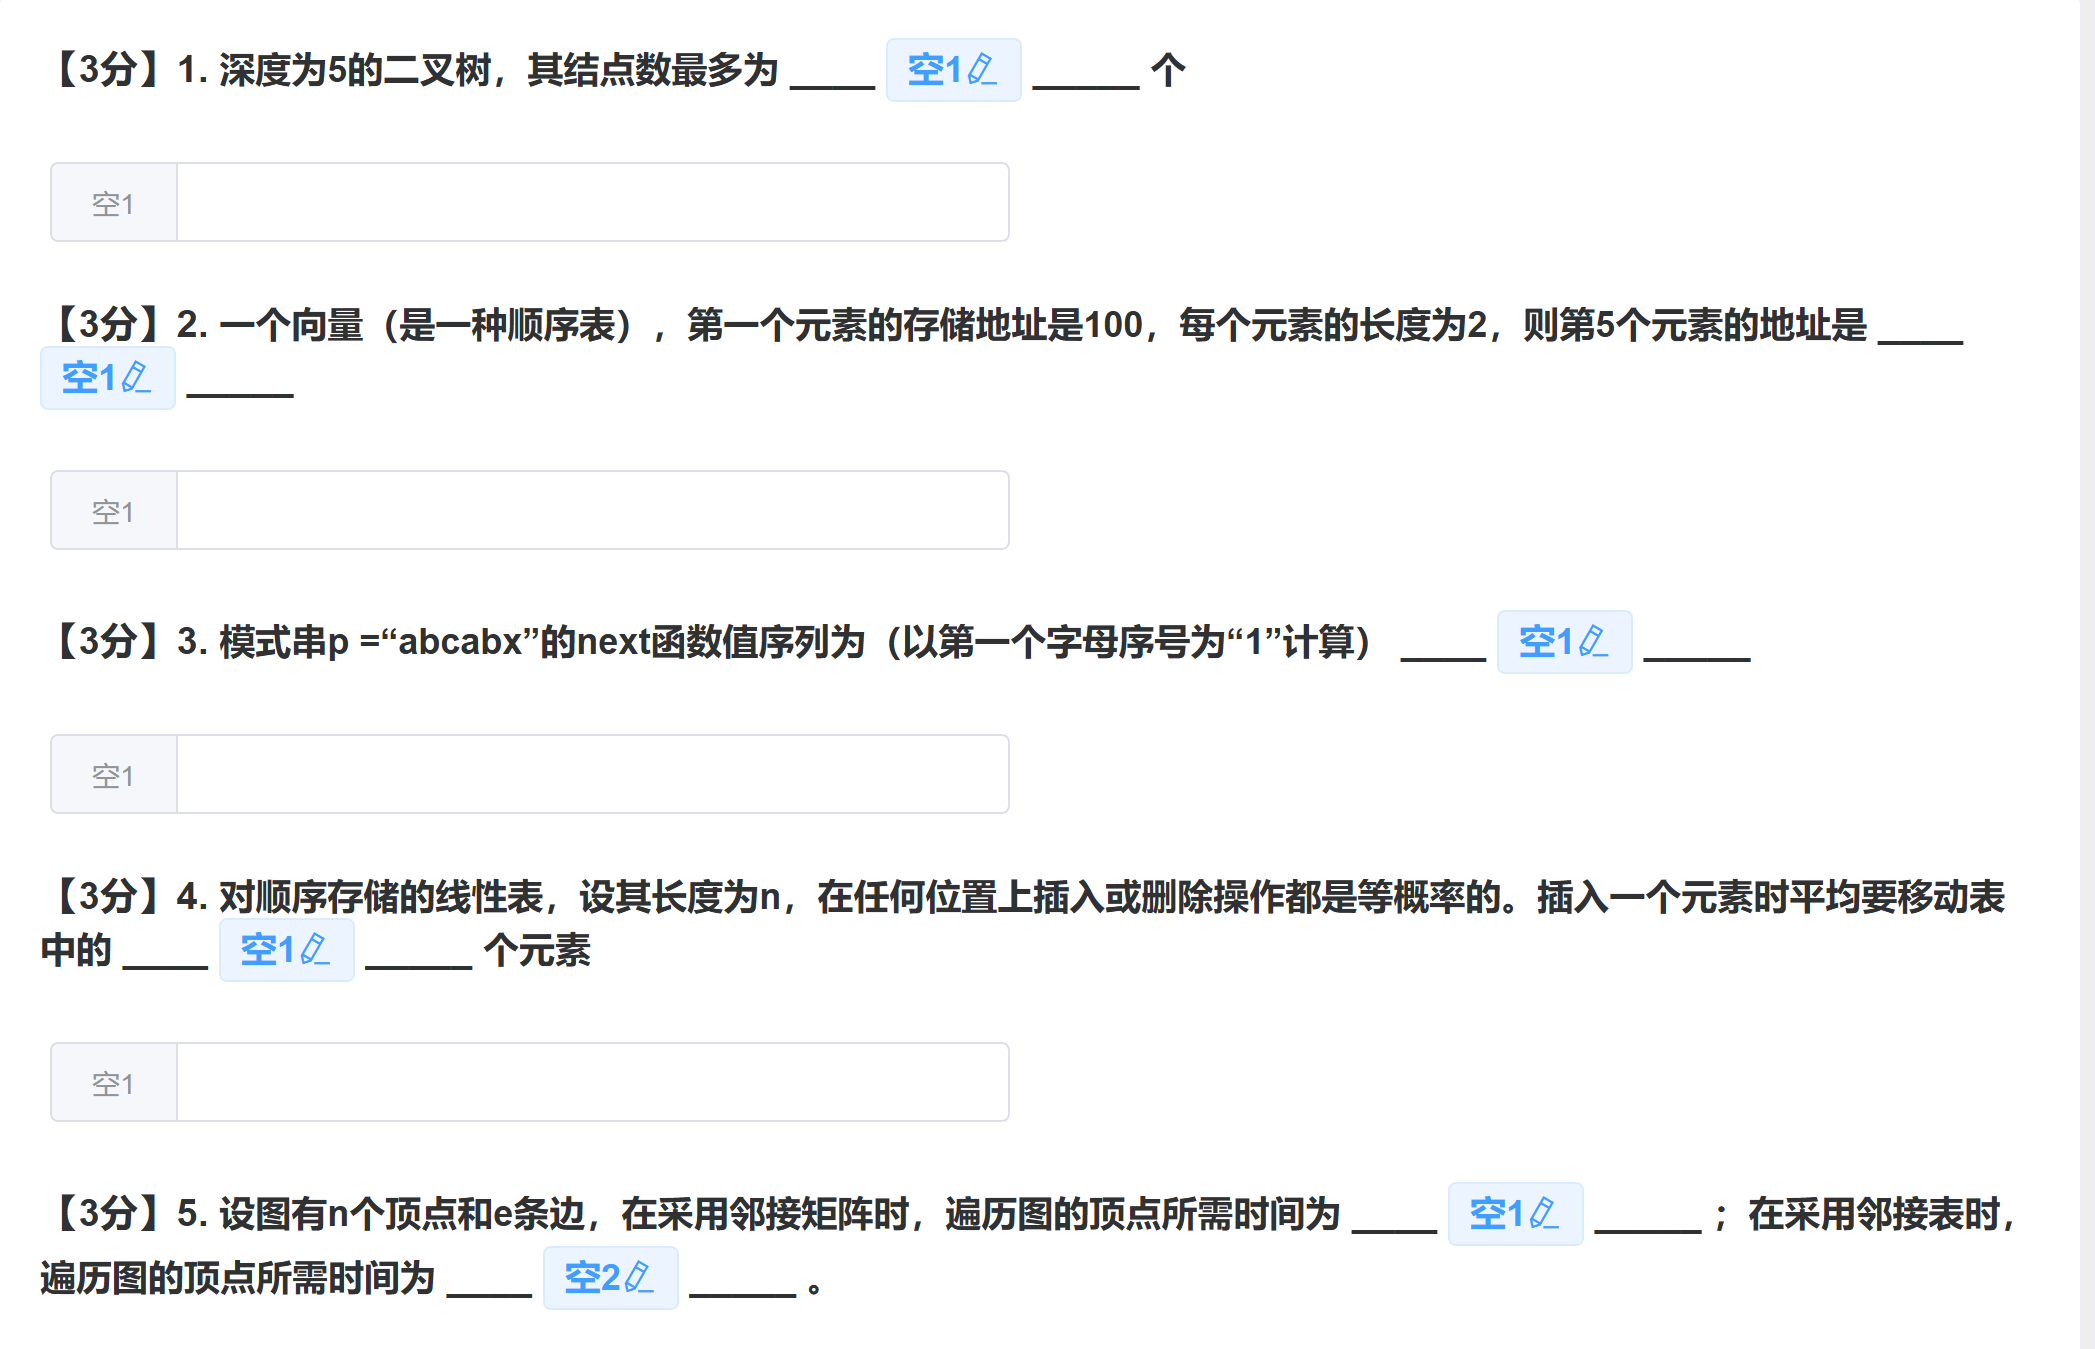 【3分】1. 深度为5的二叉树，其结点数最多为 ____ 空1 _____ 个
空1
【3分】2. 一个向量（是一种顺序表），第一个元素的存储地址是100，每个元素的长度为2，则第5个元素的地址是 ____
空1 _____
空1
【3分】3. 模式串p =“abcabx”的next函数值序列为（以第一个字母序号为“1”计算） ____ 空1 _____
空1
【3分】4. 对顺序存储的线性表，设其长度为n，在任何位置上插入或删除操作都是等概率的。插入一个元素时平均要移动表
中的 ____ 空1 _____ 个元素
空1
【3分】5. 设图有n个顶点和e条边，在采用邻接矩阵时，遍历图的顶点所需时间为 ____ 空1 _____ ；在采用邻接表时，
遍历图的顶点所需时间为 ____ 空2 _____ 。